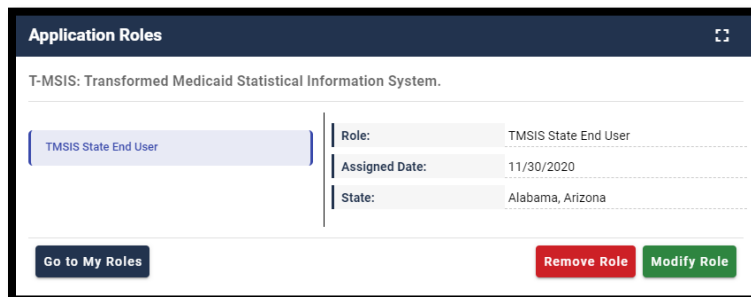 Application Roles
T-MSIS: Transformed Medicaid Statistical Information System.
TMSIS State End User
Role: TMSIS State End User
Assigned Date: 11/30/2020
State: Alabama, Arizona
Go to My Roles Remove Role Modify Role